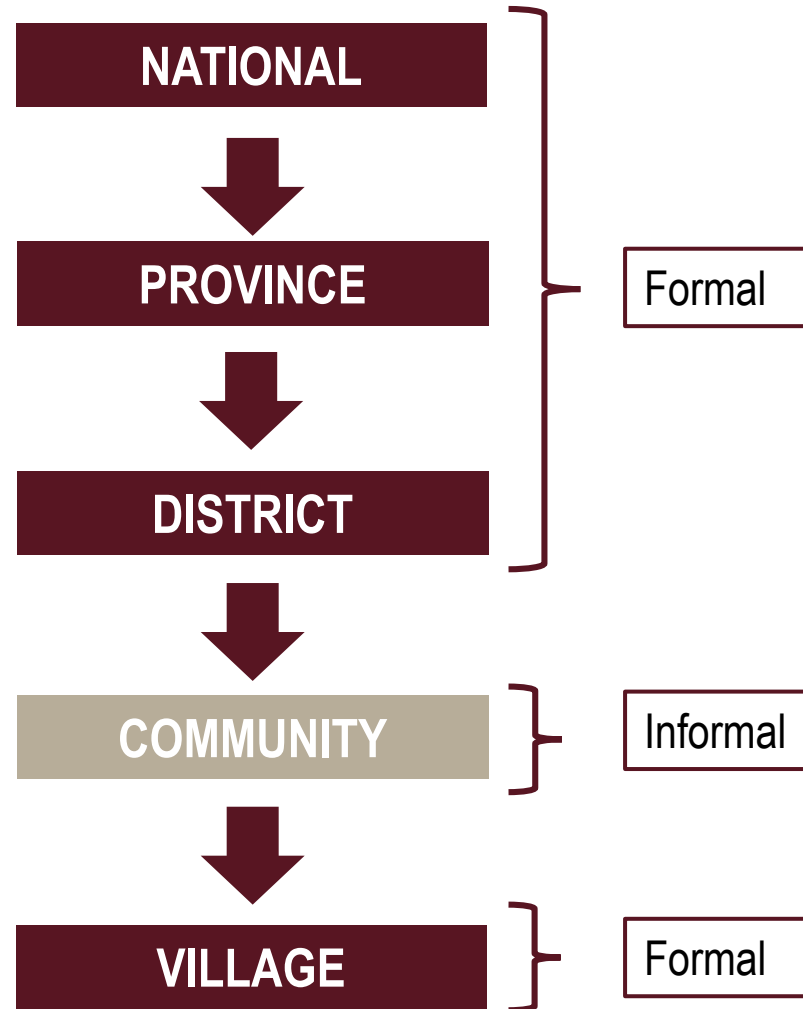 NATIONAL
PROVINCE
Formal
DISTRICT
COMMUNITY
Informal
VILLAGE
Formal